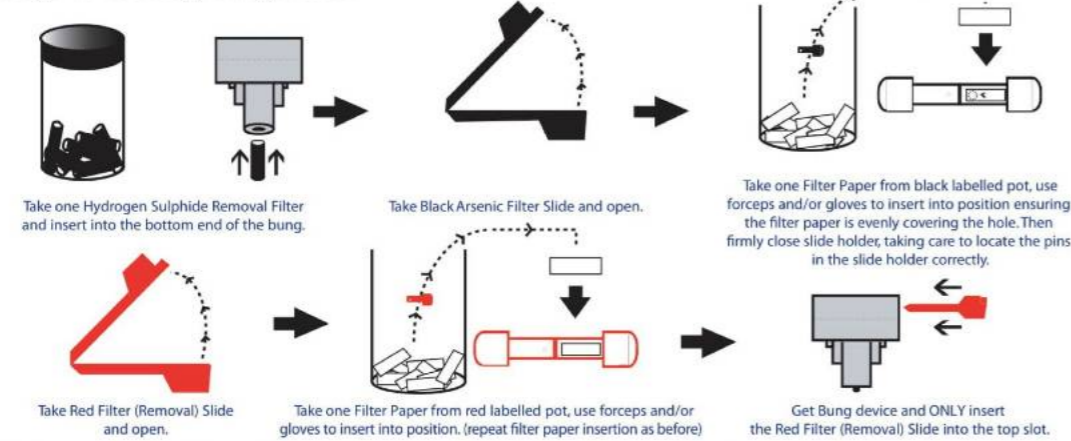 Take one Hydrogen Sulphide Removal Filter
and insert into the bottom end of the bung.
Take Black Arsenic Filter Slide and open.
Take one Filter Paper from black labelled pot, use
forceps and/or gloves to insert into position ensuring
the filter paper is evenly covering the hole. Then
firmly close slide holder, taking care to locate the pins
in the slide holder correctly.
Take Red Filter (Removal) Slide
and open.
Take one Filter Paper from red labelled pot, use forceps and/or
gloves to insert into position. (repeat filter paper insertion as before)
Get Bung device and ONLY insert
the Red Filter (Removal) Slide into the top slot.